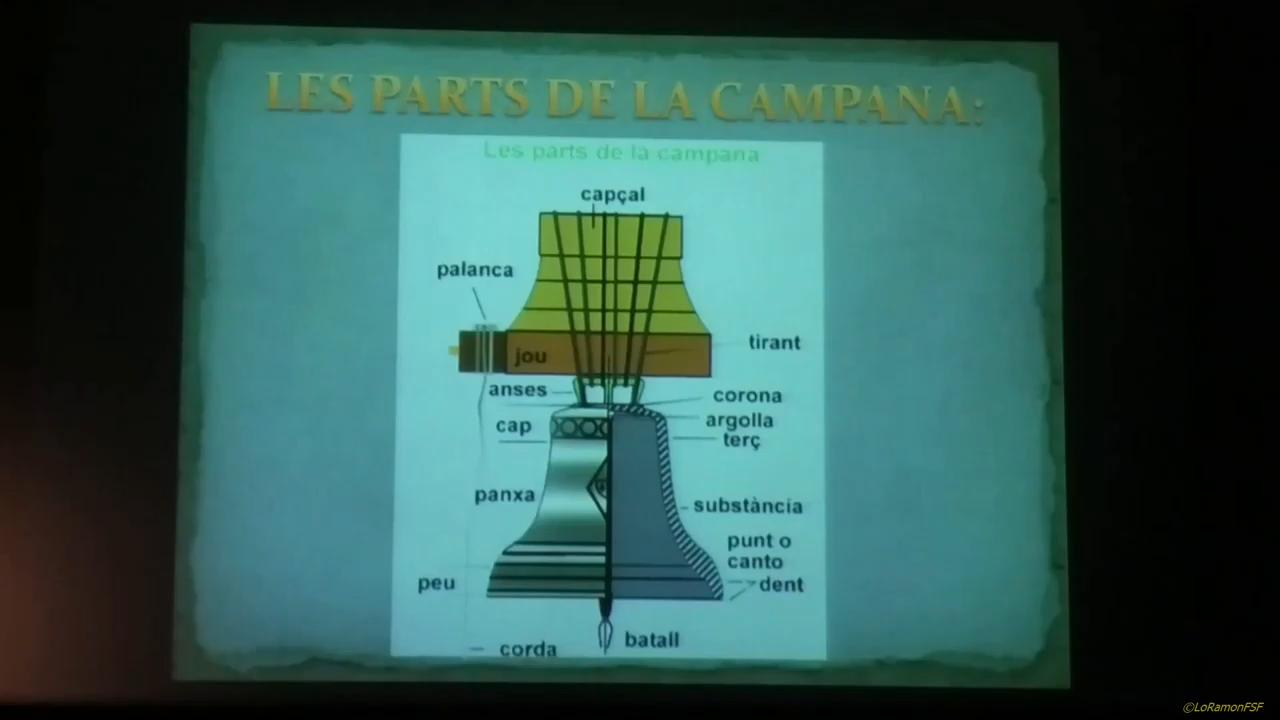 LES PARTS DE LA CAMPANA:
Les parts de la campana
capçal
palanca
tirant
jou
anses
corona
argolla
cap
terç
panxa
substància
punt o
canto
peu
dent
batall
corda
©LoRamonFSF